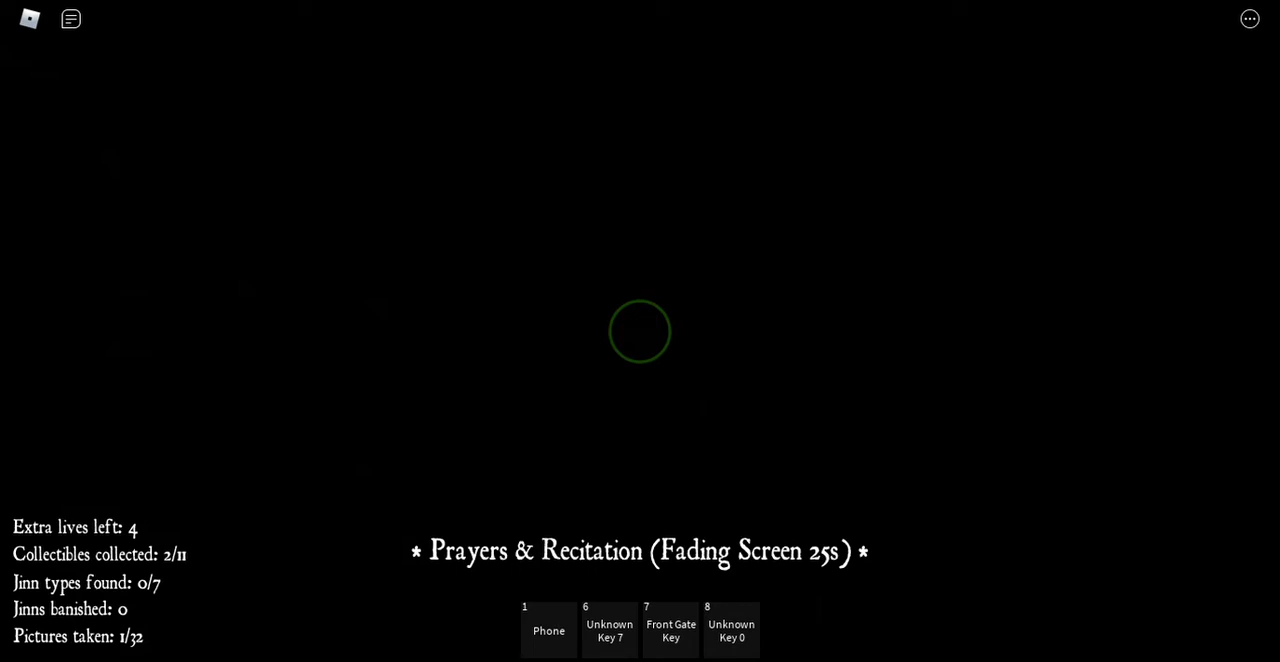 Extra lives left: 4
Collectibles collected: 2/11
Jinn types found: 0/7
Jinns banished: 0
Pictures taken: 1/32
* Prayers & Recitation (Fading Screen 25s) *
1
Phone
6
Unknown
Key 7
7
Front Gate
Key
8
Unknown
Key 0